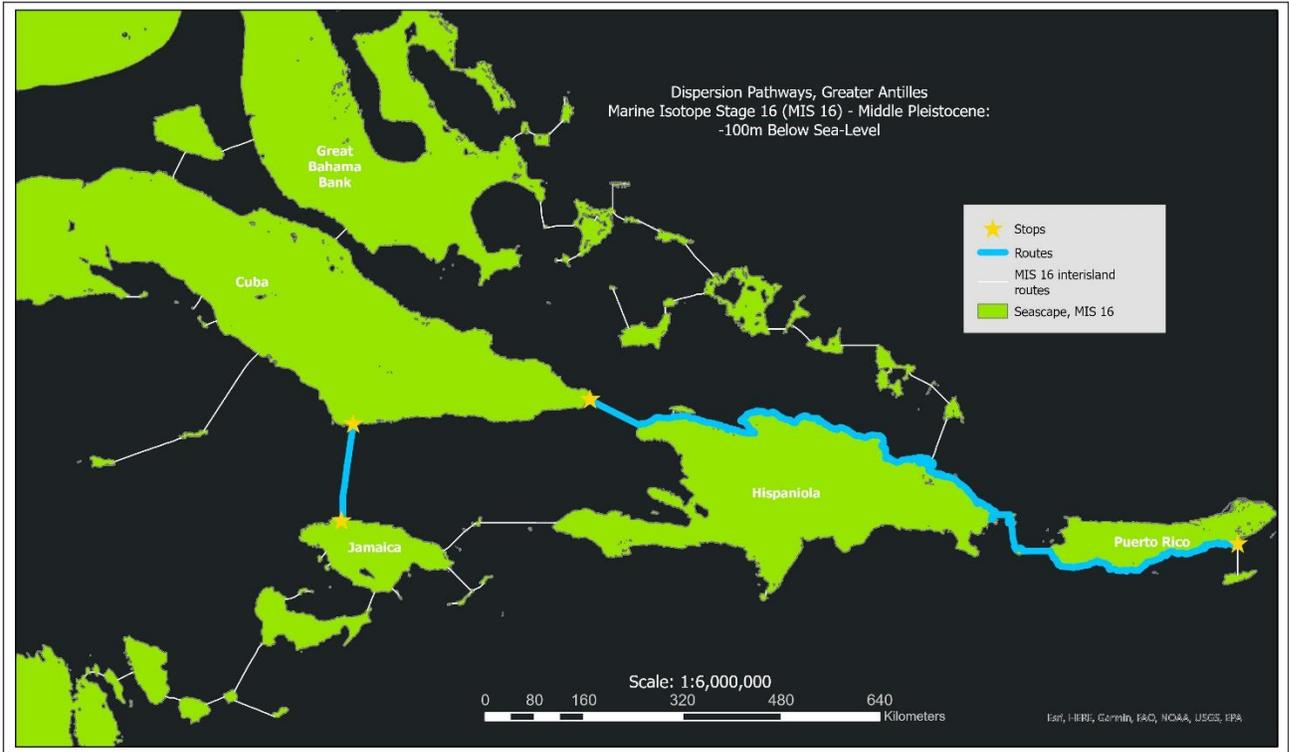 Dispersion Pathways, Greater Antilles
Marine Isotope Stage 16 (MIS 16) - Middle Pleistocene:
-100m Below Sea-Level
Great
Bahama
Bank
Stops
Routes
MIS 16 interisland
routes
Seascape, MIS 16
Cuba
Hispaniola
Puerto Rico
Jamaica
Scale: 1:6,000,000
0 80 160 320 480 640
Kilometers
Esri, HERE, Garmin, FAO, NOAA, USGS, EPA